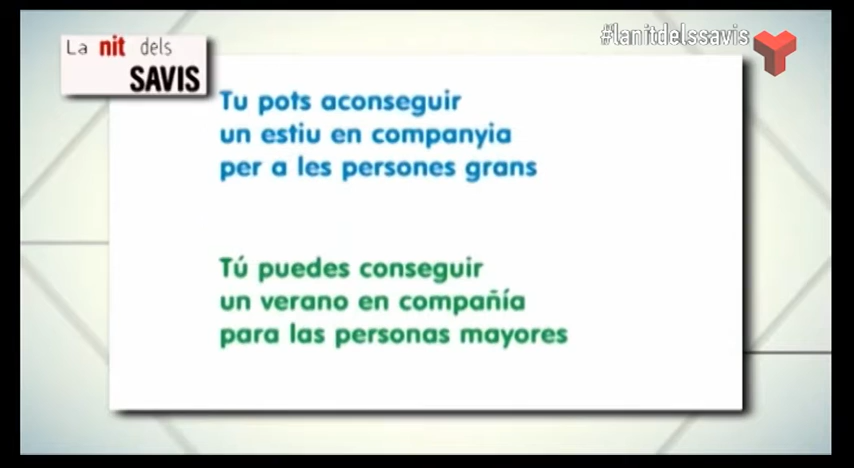 La nit dels
SAVIS
#lanitdelssavis
Tu pots aconseguir
un estiu en companyia
per a les persones grans
Tú puedes conseguir
un verano en compañía
para las personas mayores